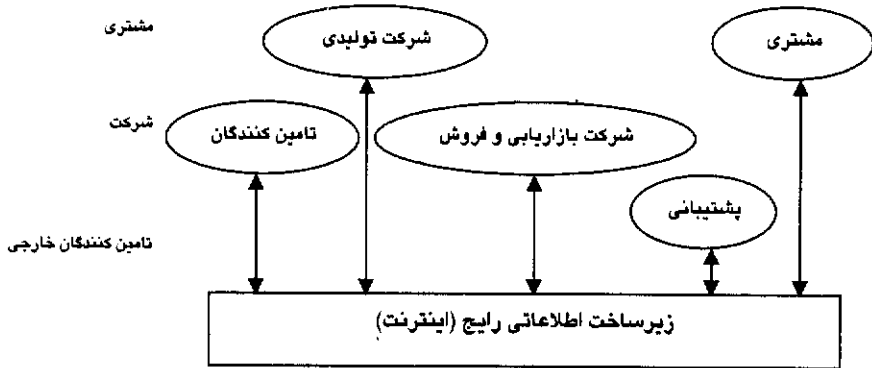 مشتری
شرکت تولیدی
مشتری
شرکت
تامین کنندگان
شرکت بازاریابی و فروش
پشتیبانی
تامین کنندگان خارجی
زیرساخت اطلاعاتی رایج (اینترنت)